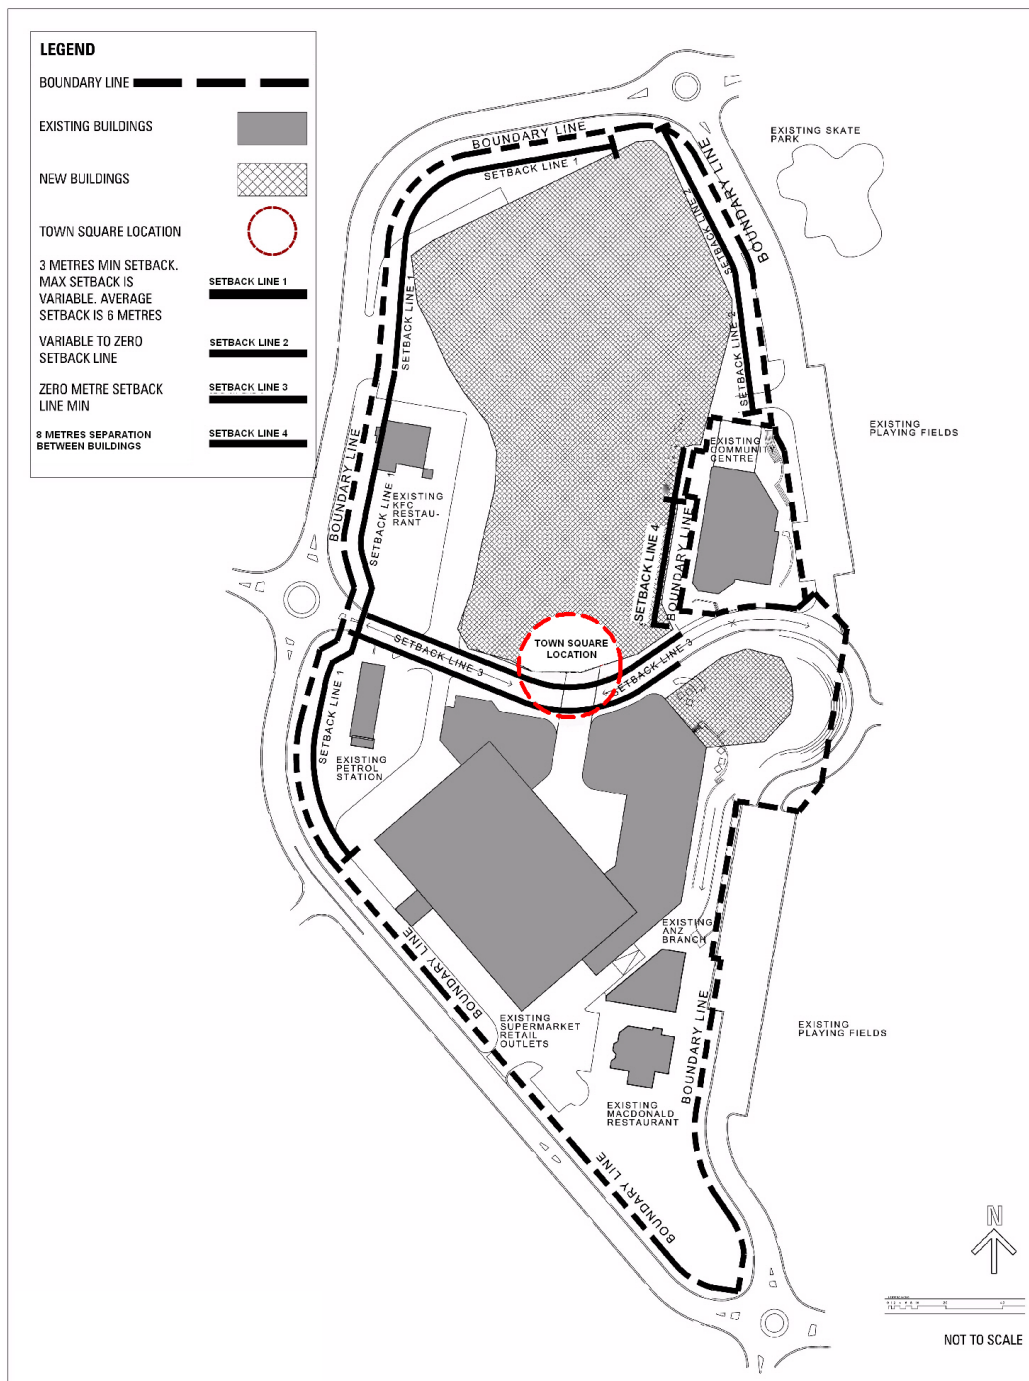 LEGEND
BOUNDARY LINE
EXISTING BUILDINGS
NEW BUILDINGS
TOWN SQUARE LOCATION
3 METRES MIN SETBACK.
MAX SETBACK IS
VARIABLE. AVERAGE
SETBACK IS 6 METRES
SETBACK LINE 1
VARIABLE TO ZERO
SETBACK LINE
SETBACK LINE 2
ZERO METRE SETBACK
LINE MIN
SETBACK LINE 3
8 METRES SEPARATION
BETWEEN BUILDINGS
SETBACK LINE 4
BOUNDARY LINE
SETBACK LINE 1
BOUNDARY LINE
SETBACK LINE 2
EXISTING SKATE
PARK
SETBACK LINE 1
SETBACK LINE 2
EXISTING
PLAYING FIELDS
BOUNDARY LINE
SETBACK LINE 1
EXISTING
KFC
RESTAU-
RANT
EXISTING
COMMUNITY
CENTRE
SETBACK LINE 4
BOUNDARY LINE
TOWN SQUARE
LOCATION
SETBACK LINE 3
SETBACK LINE 3
SETBACK LINE 1
EXISTING
PETROL
STATION
EXISTING
ANZ
BRANCH
BOUNDARY LINE
EXISTING
SUPERMARKET
RETAIL
OUTLETS
BOUNDARY LINE
EXISTING
PLAYING FIELDS
EXISTING
MACDONALD
RESTAURANT
BOUNDARY LINE
N
NOT TO SCALE